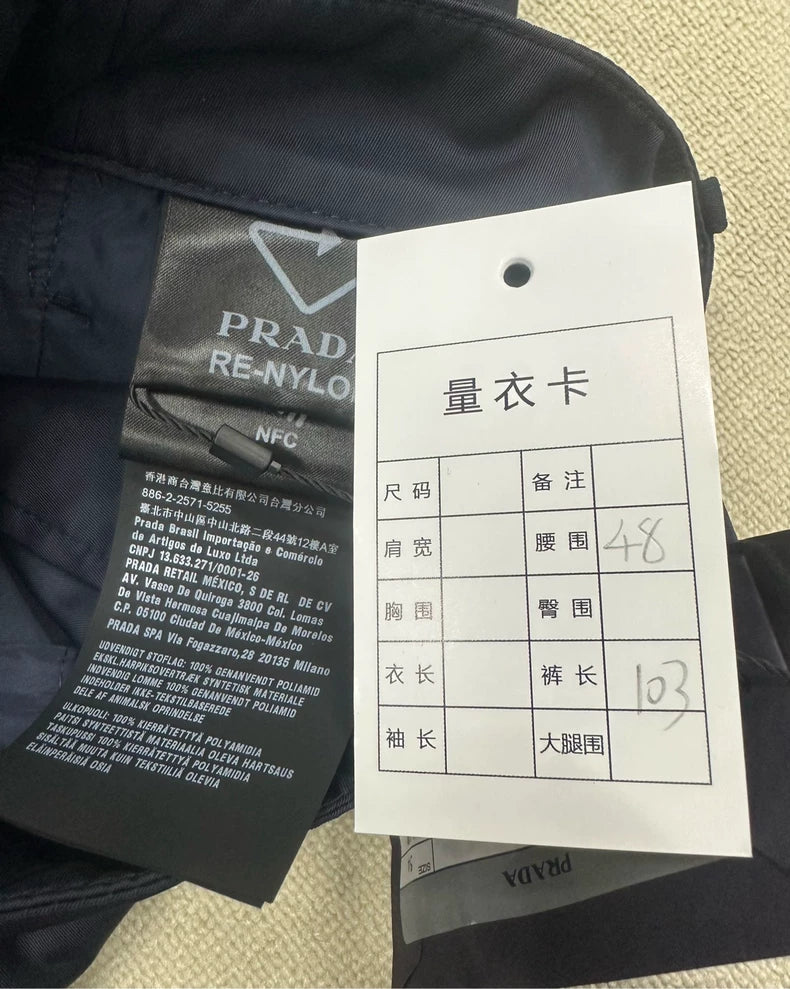 PRADA
RE-NYLO
NFC
香港商台灣薏比有限公司台灣分公司
886-2-2571-5255
臺北市中山區中山北路二段44號12樓A室
Prada Brasil Importação e Comércio
de Artigos de Luxo Ltda
CNPJ 13.633.271/0001-26
PRADA RETAIL MÉXICO, S DE RL DE CV
AV. Vasco De Quiroga 3800 Col. Lomas
De Vista Hermosa Cuajimalpa De Morelos
C.P. 05100 Ciudad De México-México
PRADA SPA Via Fogazzaro,28 20135 Milano
UDVENDIGT STOFLAG: 100% GENANVENDT POLIAMID
EKSKL.HARPIKSOVERTRÆK SYNTETISK MATERIALE
INDVENDIG LOMME 100% GENANVENDT POLIAMID
INDEHOLDER IKKE-TEKSTILBASEREDE
DELE AF ANIMALSK OPRINDELSE
ULKOPUOLI: 100% KIERRÄTETTYÄ POLYAMIDIA
PAITSI SYNTEETTISTÄ MATERIAALIA OLEVA HARTSAUS
TASKUPUSSI 100% KIERRÄTETTYÄ POLYAMIDIA
SISÄLTÄÄ MUUTA KUIN TEKSTIILIÄ OLEVIA
ELÄINPERÄISIÄ OSIA
量衣卡
尺码 备注
肩宽 腰围 48
胸围 臀围
衣长 裤长 103
袖长 大腿围
SIZE
PRADA